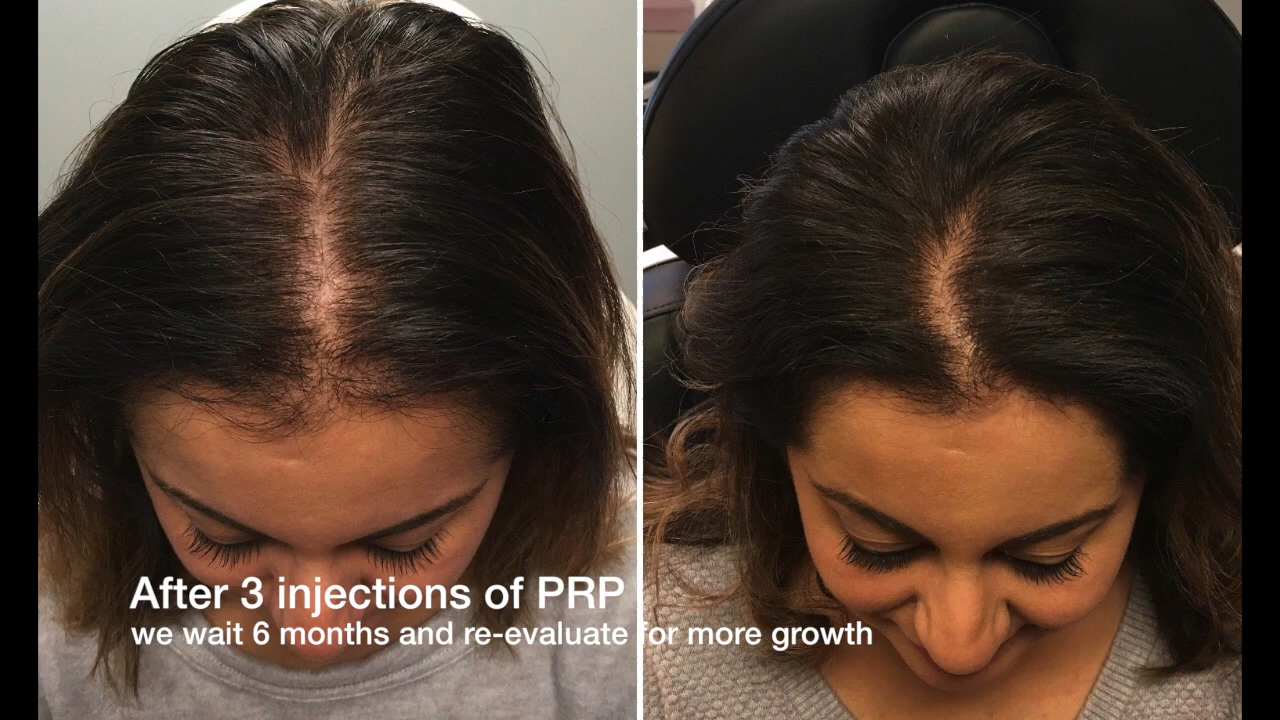 After 3 injections of PRP
we wait 6 months and re-evaluate for more growth